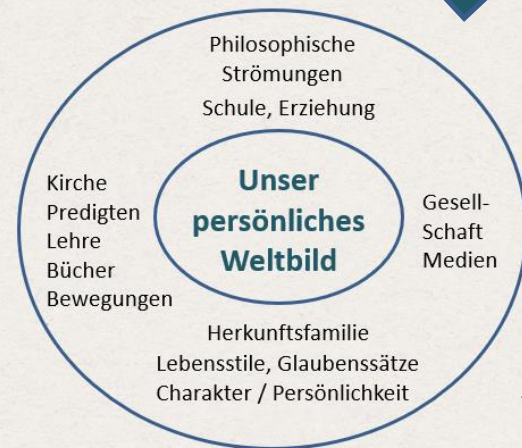 Philosophische
Strömungen
Schule, Erziehung
Kirche
Predigten
Lehre
Bücher
Bewegungen
Unser
persönliches
Weltbild
Gesell-
Schaft
Medien
Herkunftsfamilie
Lebensstile, Glaubenssätze
Charakter / Persönlichkeit